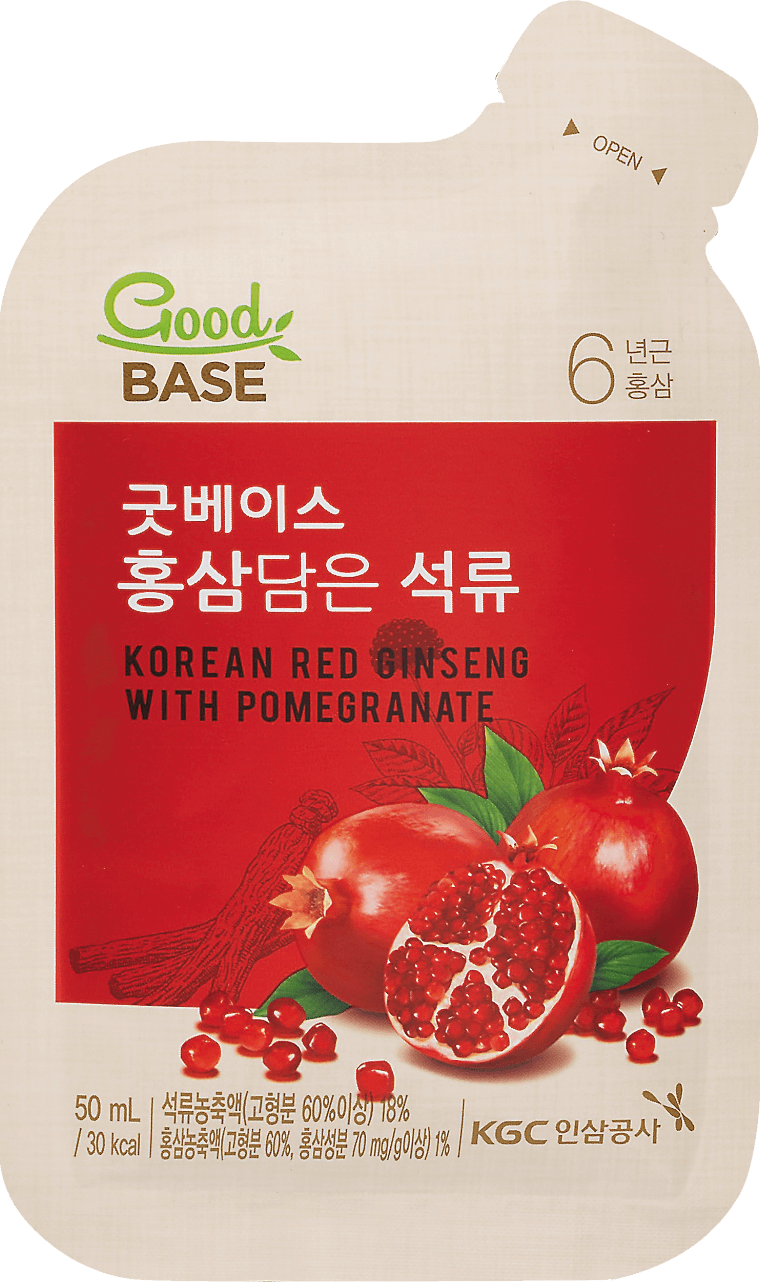 ▲ OPEN ▼
Good
BASE
6 년근
홍삼
굿베이스
홍삼담은 석류
KOREAN RED GINSENG
WITH POMEGRANATE
50 mL
/ 30 kcal
석류농축액(고형분 60%이상) 18%
홍삼농축액(고형분 60%, 홍삼성분 70 mg/g이상) 1%
KGC 인삼공사